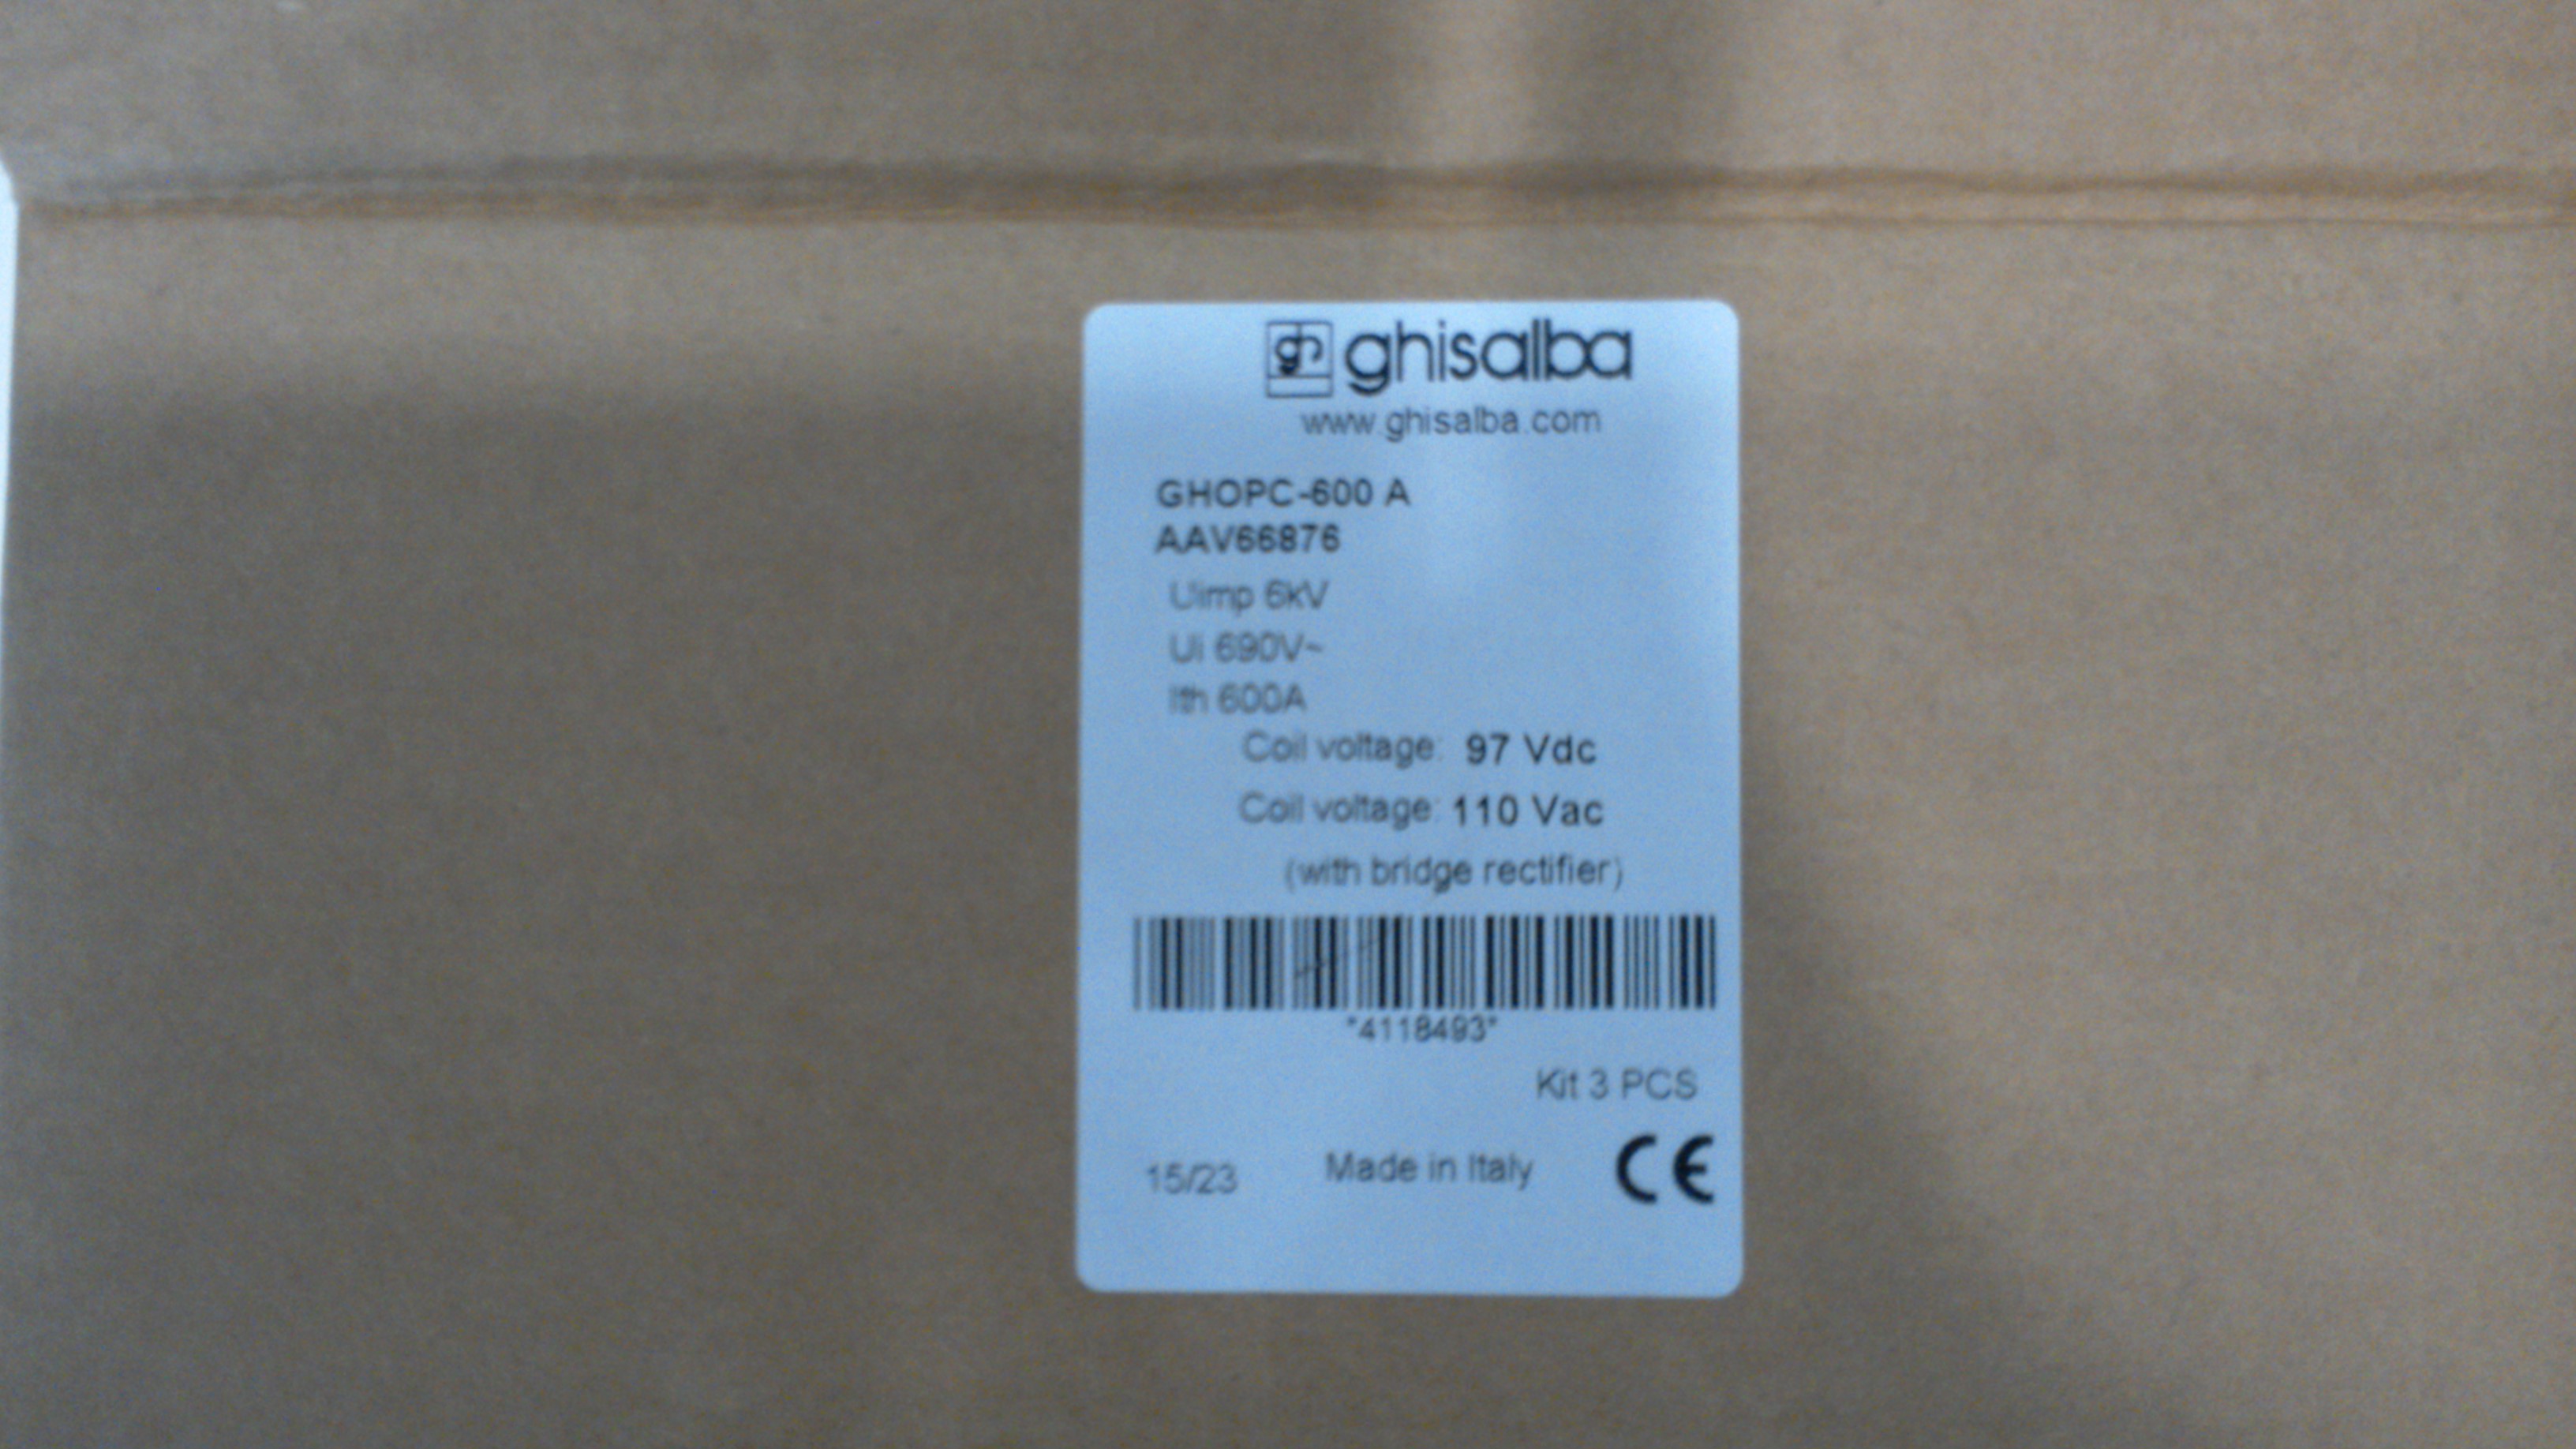 gh ghisalba
www.ghisalba.com
GHOPC-600 A
AAV66876
Uimp 6kV
Ui 690V~
Ith 600A
Coil voltage: 97 Vdc
Coil voltage: 110 Vac
(with bridge rectifier)
*4118493*
Kit 3 PCS
15/23 Made in Italy CE